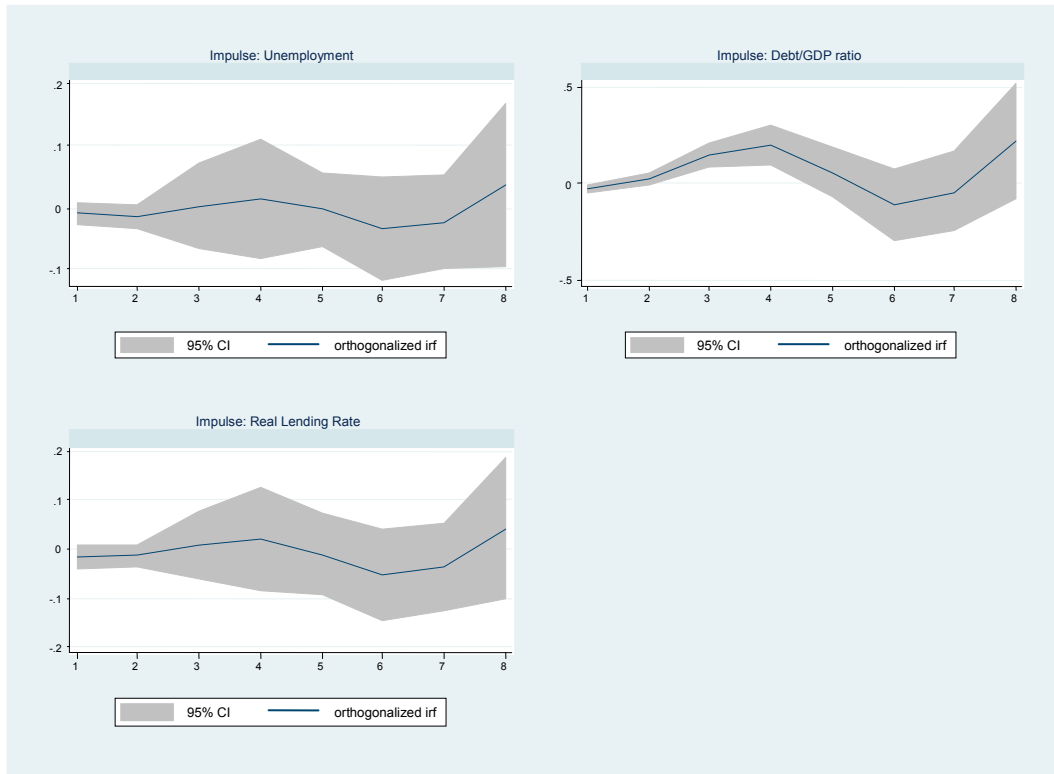 Impulse: Unemployment
.2
.1
0
-.1
1 2 3 4 5 6 7 8
95% CI orthogonalized irf
Impulse: Debt/GDP ratio
.5
0
-.5
1 2 3 4 5 6 7 8
95% CI orthogonalized irf
Impulse: Real Lending Rate
.2
.1
0
-.1
-.2
1 2 3 4 5 6 7 8
95% CI orthogonalized irf